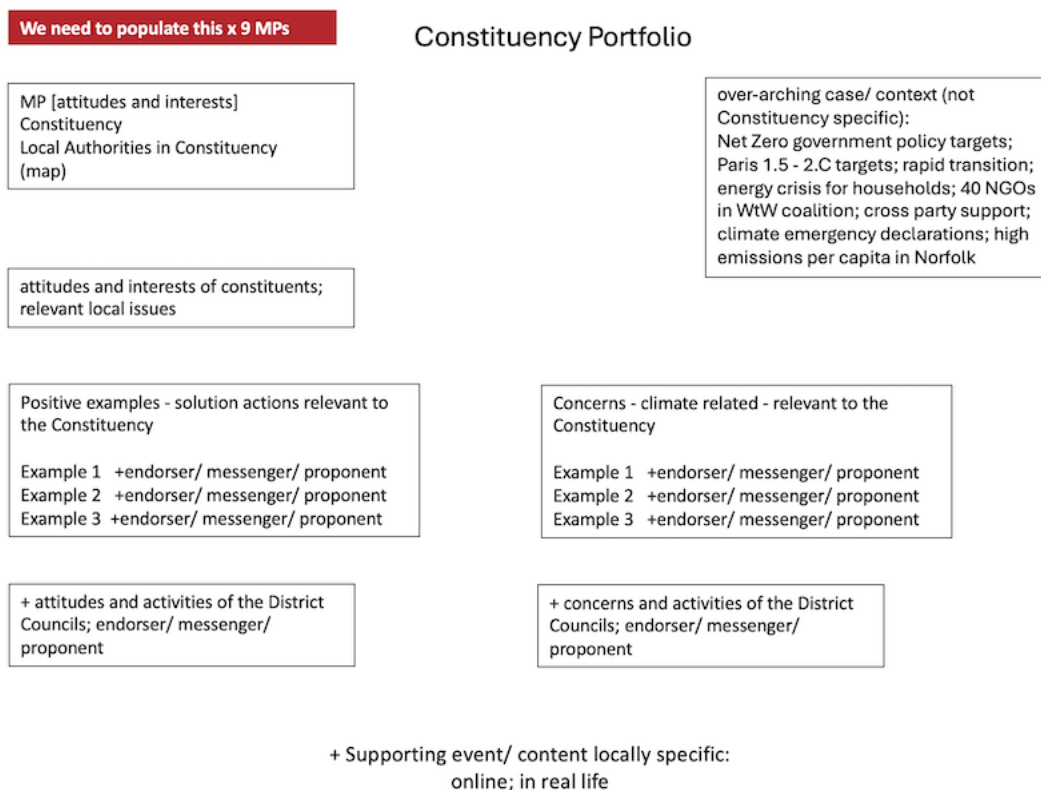 We need to populate this x 9 MPs
Constituency Portfolio
MP [attitudes and interests]
Constituency
Local Authorities in Constituency
(map)
over-arching case/ context (not
Constituency specific):
Net Zero government policy targets;
Paris 1.5 - 2.C targets; rapid transition;
energy crisis for households; 40 NGOs
in WtW coalition; cross party support;
climate emergency declarations; high
emissions per capita in Norfolk
attitudes and interests of constituents;
relevant local issues
Positive examples - solution actions relevant to
the Constituency
Example 1 +endorser/ messenger/ proponent
Example 2 +endorser/ messenger/ proponent
Example 3 +endorser/ messenger/ proponent
Concerns - climate related - relevant to the
Constituency
Example 1 +endorser/ messenger/ proponent
Example 2 +endorser/ messenger/ proponent
Example 3 +endorser/ messenger/ proponent
+ attitudes and activities of the District
Councils; endorser/ messenger/
proponent
+ concerns and activities of the District
Councils; endorser/ messenger/
proponent
+ Supporting event/ content locally specific:
online; in real life